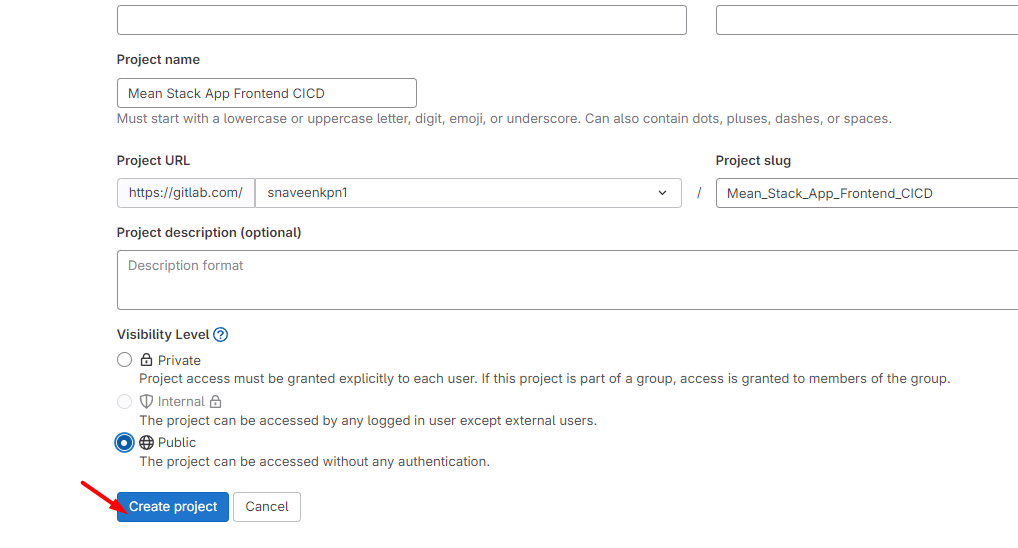 Project name
Mean Stack App Frontend CICD
Must start with a lowercase or uppercase letter, digit, emoji, or underscore. Can also contain dots, pluses, dashes, or spaces.
Project URL
Project slug
https://gitlab.com/ snaveenkpn1 / Mean_Stack_App_Frontend_CICD
Project description (optional)
Description format
Visibility Level ?
Private
Project access must be granted explicitly to each user. If this project is part of a group, access is granted to members of the group.
Internal
The project can be accessed by any logged in user except external users.
Public
The project can be accessed without any authentication.
Create project Cancel